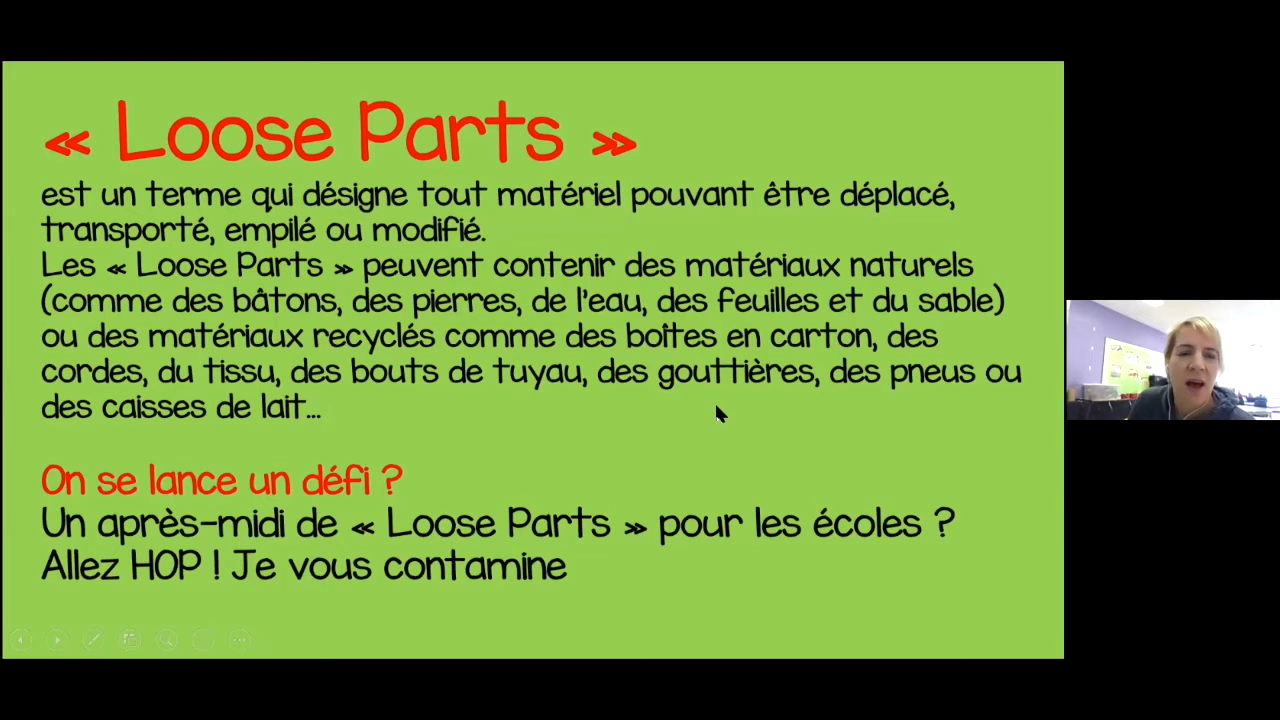 « Loose Parts »
est un terme qui désigne tout matériel pouvant être déplacé,
transporté, empilé ou modifié.
Les « Loose Parts » peuvent contenir des matériaux naturels
(comme des bâtons, des pierres, de l'eau, des feuilles et du sable)
ou des matériaux recyclés comme des boîtes en carton, des
cordes, du tissu, des bouts de tuyau, des gouttières, des pneus ou
des caisses de lait...
On se lance un défi ?
Un après-midi de « Loose Parts » pour les écoles ?
Allez HOP ! Je vous contamine